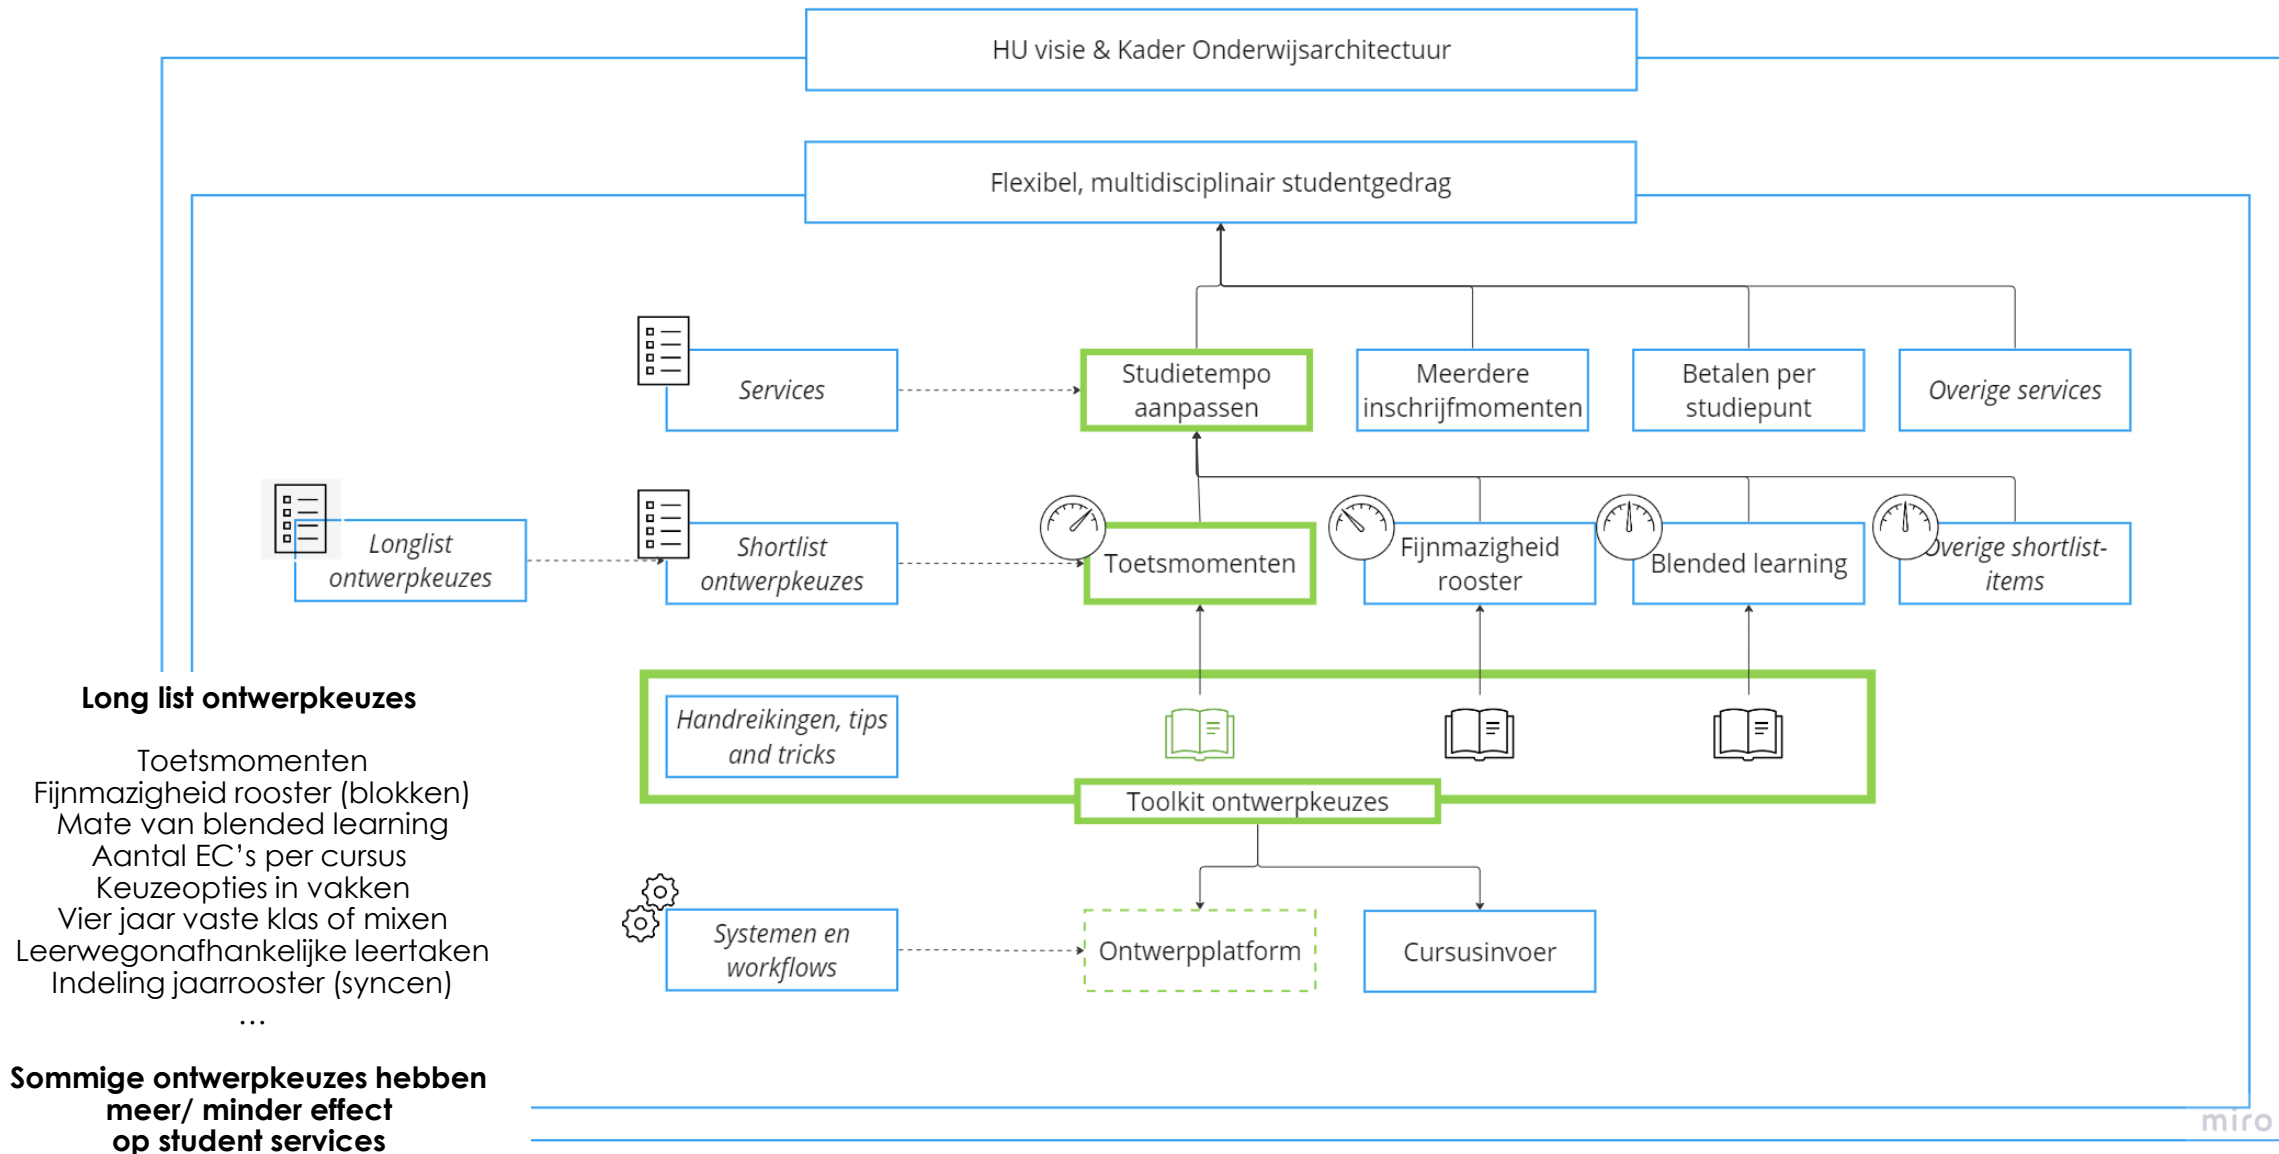 HU visie & Kader Onderwijsarchitectuur
Flexibel, multidisciplinair studentgedrag
Services
Studietempo
aanpassen
Meerdere
inschrijfmomenten
Betalen per
studiepunt
Overige services
Longlist
ontwerpkeuzes
Shortlist
ontwerpkeuzes
Toetsmomenten
Fijnmazigheid
rooster
Blended learning
Overige shortlist-
items
Handreikingen, tips
and tricks
Toolkit ontwerpkeuzes
Systemen en
workflows
Ontwerpplatform
Cursusinvoer
Long list ontwerpkeuzes
Toetsmomenten
Fijnmazigheid rooster (blokken)
Mate van blended learning
Aantal EC’s per cursus
Keuzeopties in vakken
Vier jaar vaste klas of mixen
Leerwegonafhankelijke leertaken
Indeling jaarrooster (syncen)
…
Sommige ontwerpkeuzes hebben
meer/ minder effect
op student services
miro